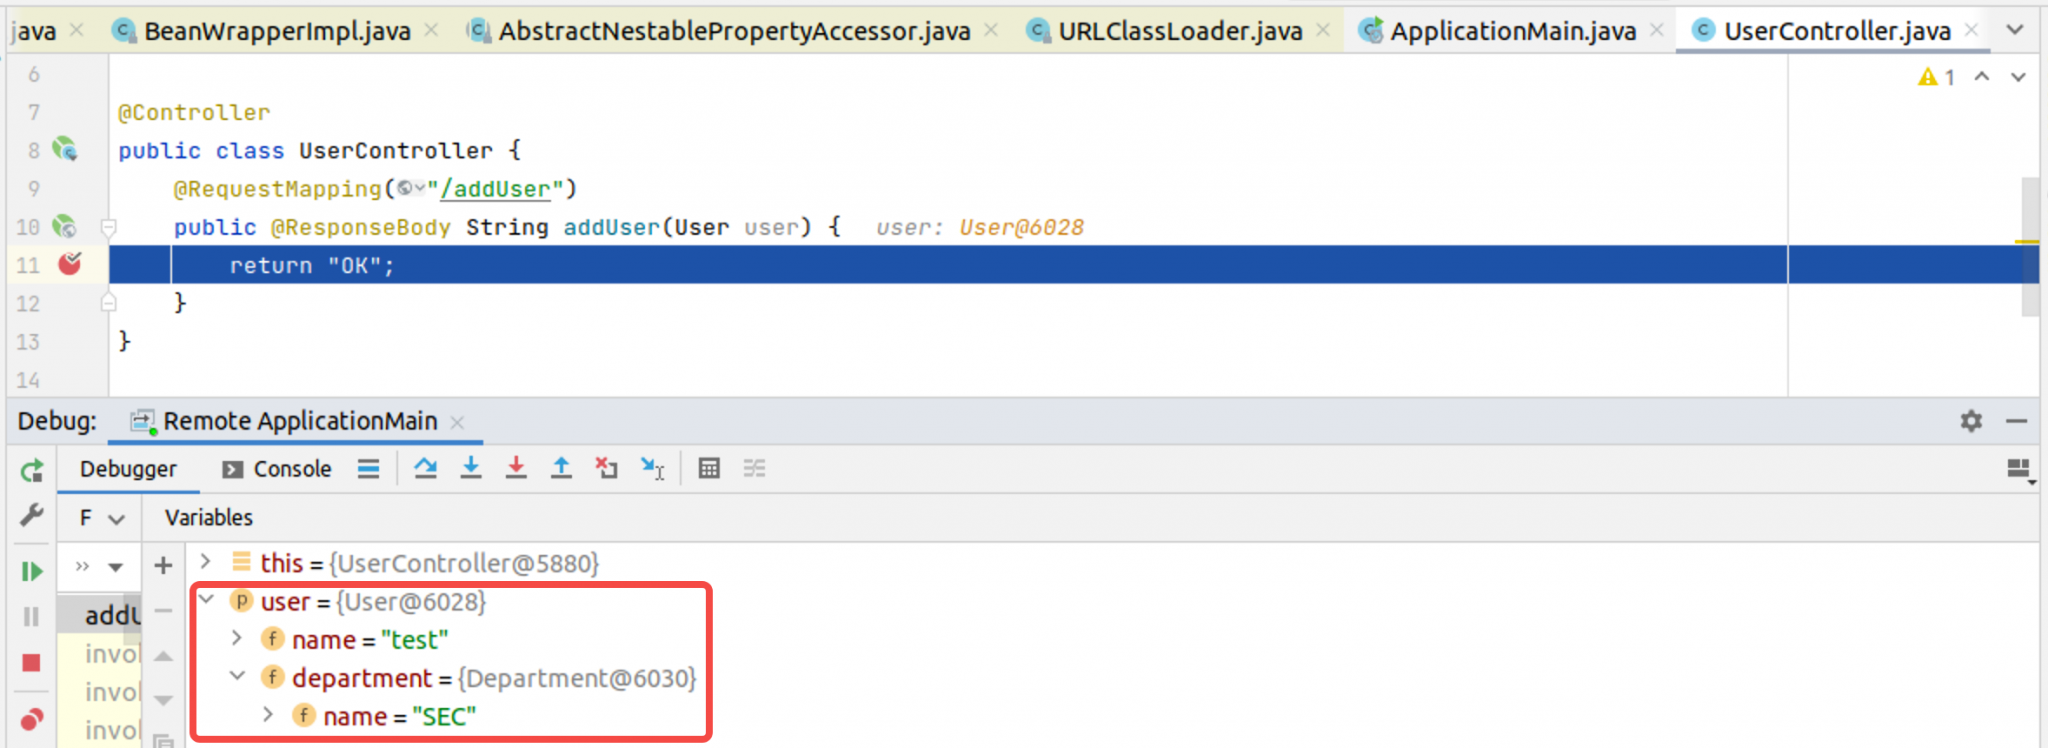 java BeanWrapperImpl.java AbstractNestablePropertyAccessor.java URLClassLoader.java ApplicationMain.java UserController.java
6
1
7 @Controller
8 public class UserController {
9 @RequestMapping("/addUser")
10 public @ResponseBody String addUser(User user) { user: User@6028
11 return "OK";
12 }
13 }
14
Debug: Remote ApplicationMain
Debugger Console
F Variables
this = {UserController@5880}
user = {User@6028}
addU
name = "test"
invo
department = {Department@6030}
invo
name = "SEC"
invo